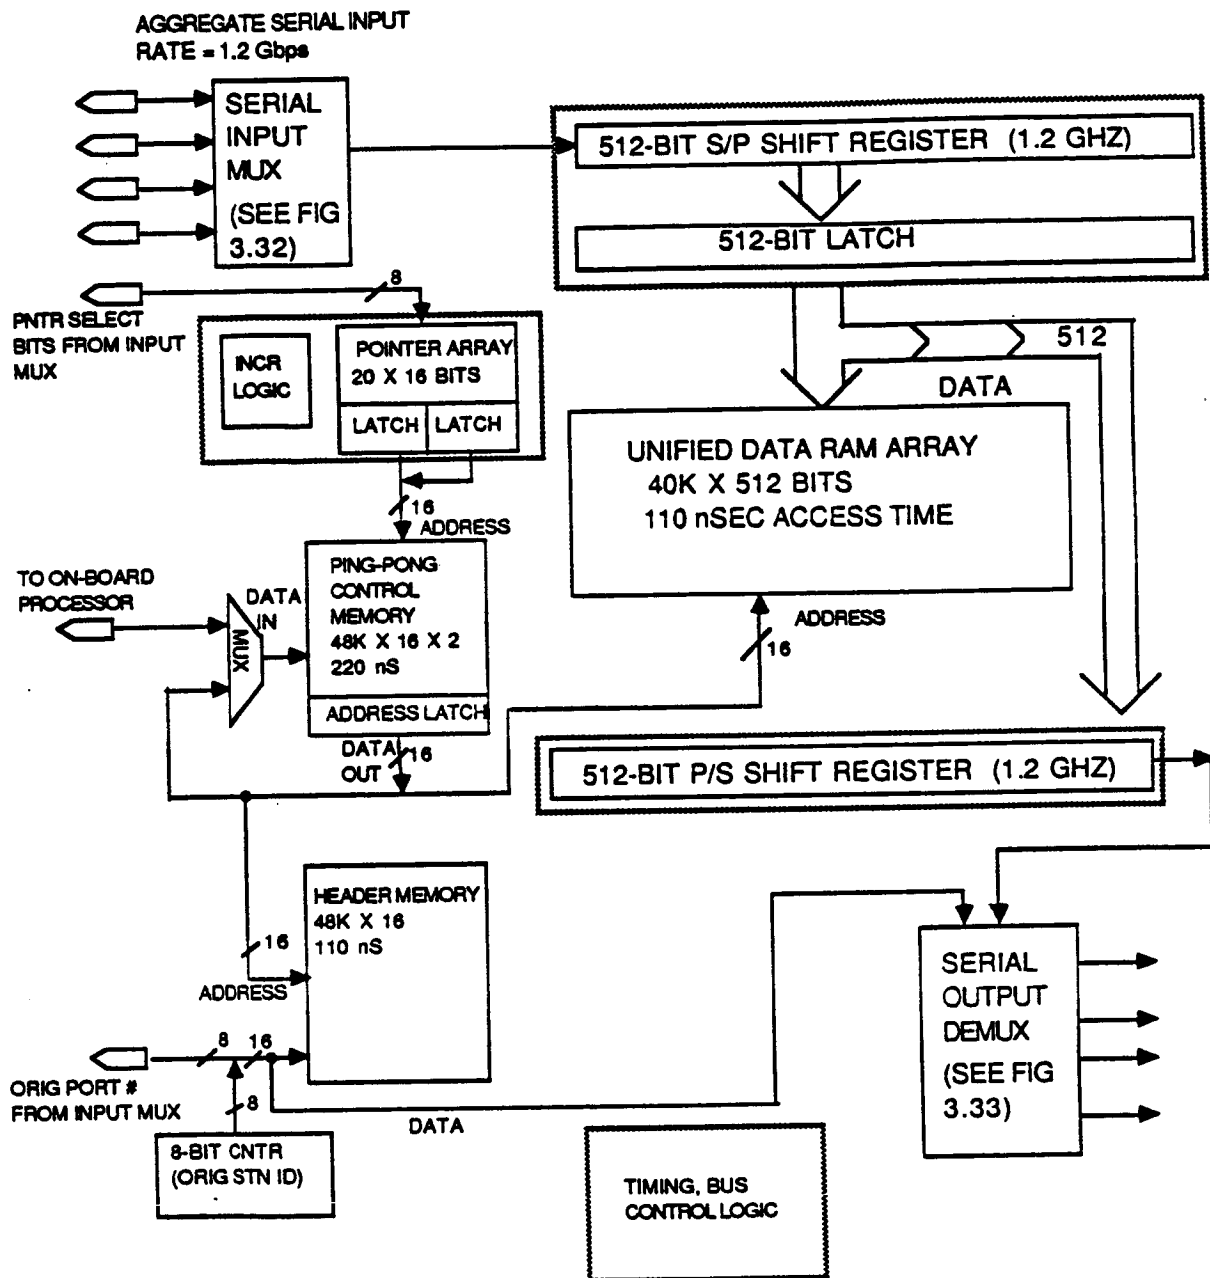 AGGREGATE SERIAL INPUT
RATE = 1.2 Gbps
SERIAL
INPUT
MUX
(SEE FIG
3.32)
512-BIT S/P SHIFT REGISTER (1.2 GHZ)
512-BIT LATCH
8
PNTR SELECT
BITS FROM INPUT
MUX
INCR
LOGIC
POINTER ARRAY
20 X 16 BITS
LATCH
LATCH
512
DATA
16
ADDRESS
UNIFIED DATA RAM ARRAY
40K X 512 BITS
110 nSEC ACCESS TIME
TO ON-BOARD
PROCESSOR
DATA
IN
MUX
PING-PONG
CONTROL
MEMORY
48K X 16 X 2
220 nS
ADDRESS LATCH
ADDRESS
16
DATA
OUT
16
512-BIT P/S SHIFT REGISTER (1.2 GHZ)
HEADER MEMORY
48K X 16
110 nS
16
ADDRESS
8
16
ORIG PORT #
FROM INPUT MUX
8
DATA
8-BIT CNTR
(ORIG STN ID)
SERIAL
OUTPUT
DEMUX
(SEE FIG
3.33)
TIMING, BUS
CONTROL LOGIC